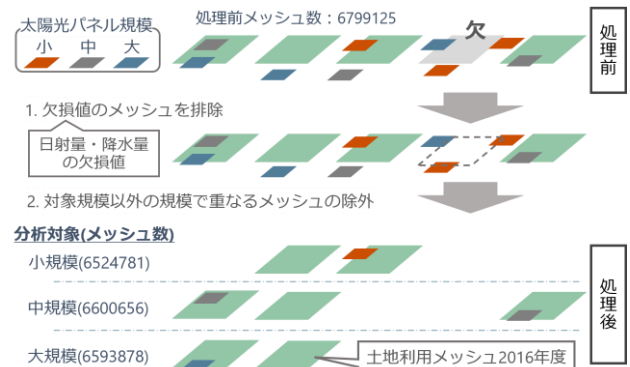 太陽光パネル規模
小 中 大
処理前メッシュ数：6799125
欠
処理前
1. 欠損値のメッシュを排除
日射量・降水量
の欠損値
2. 対象規模以外の規模で重なるメッシュの除外
分析対象(メッシュ数)
小規模(6524781)
中規模(6600656)
大規模(6593878)
処理後
土地利用メッシュ2016年度